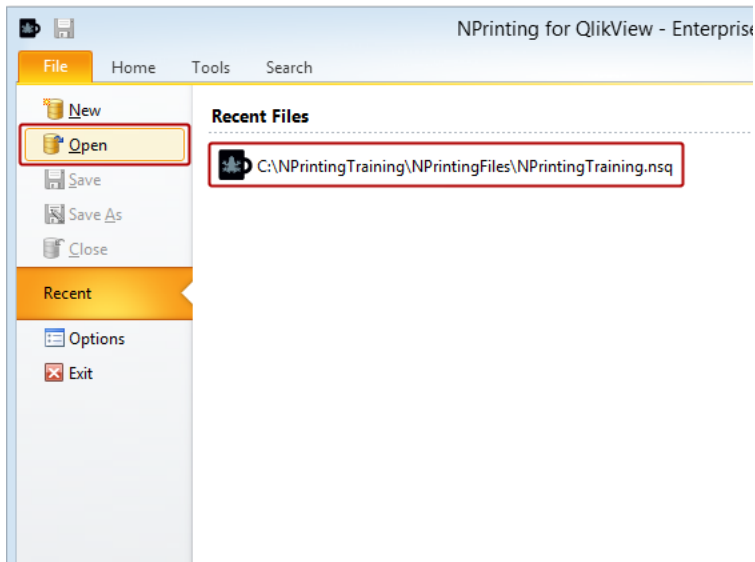 NPrinting for QlikView - Enterprise
File Home Tools Search
New
Open
Save
Save As
Close
Recent
Options
Exit
Recent Files
C:\NPrintingTraining\NPrintingFiles\NPrintingTraining.nsq